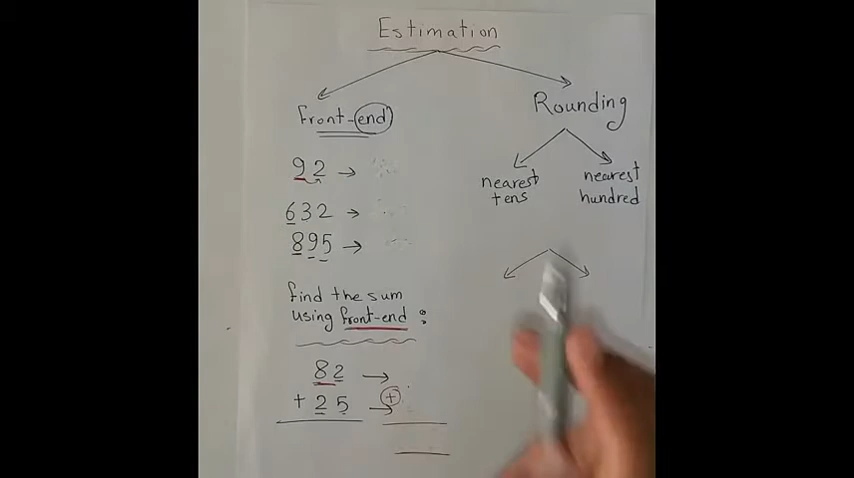 Estimation
front-end
92 →
632 →
895 →
find the sum
using front-end :
82 →
+ 25 → +
Rounding
nearest
tens
nearest
hundred